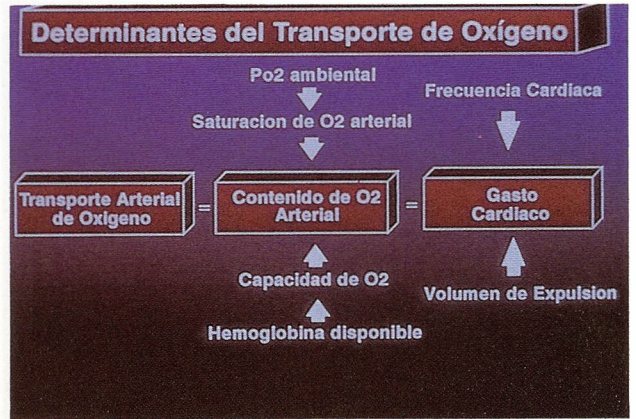 Determinantes del Transporte de Oxígeno
Po2 ambiental
Frecuencia Cardiaca
Saturacion de O2 arterial
Transporte Arterial
de Oxigeno
=
Contenido de O2
Arterial
=
Gasto
Cardiaco
Capacidad de O2
Volumen de Expulsion
Hemoglobina disponible